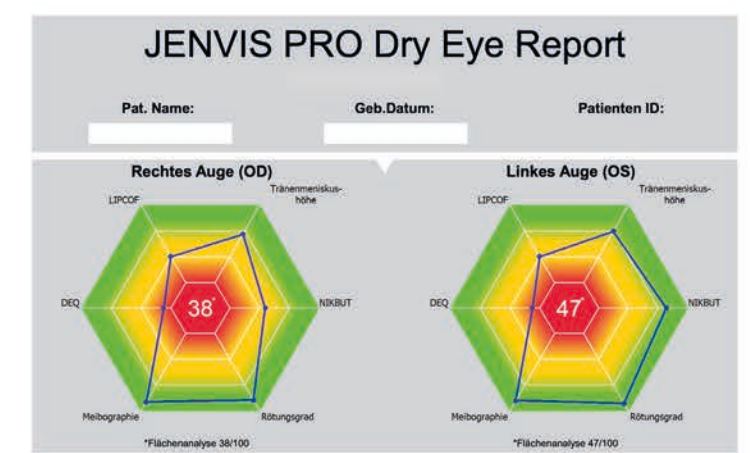 JENVIS PRO Dry Eye Report
Pat. Name:
Geb.Datum:
Patienten ID:
Rechtes Auge (OD)
LIPCOF
Tränenmeniskus-
höhe
DEQ
38*
NIKBUT
Meibographie
Rötungsgrad
*Flächenanalyse 38/100
Linkes Auge (OS)
LIPCOF
Tränenmeniskus-
höhe
DEQ
47*
NIKBUT
Meibographie
Rötungsgrad
*Flächenanalyse 47/100